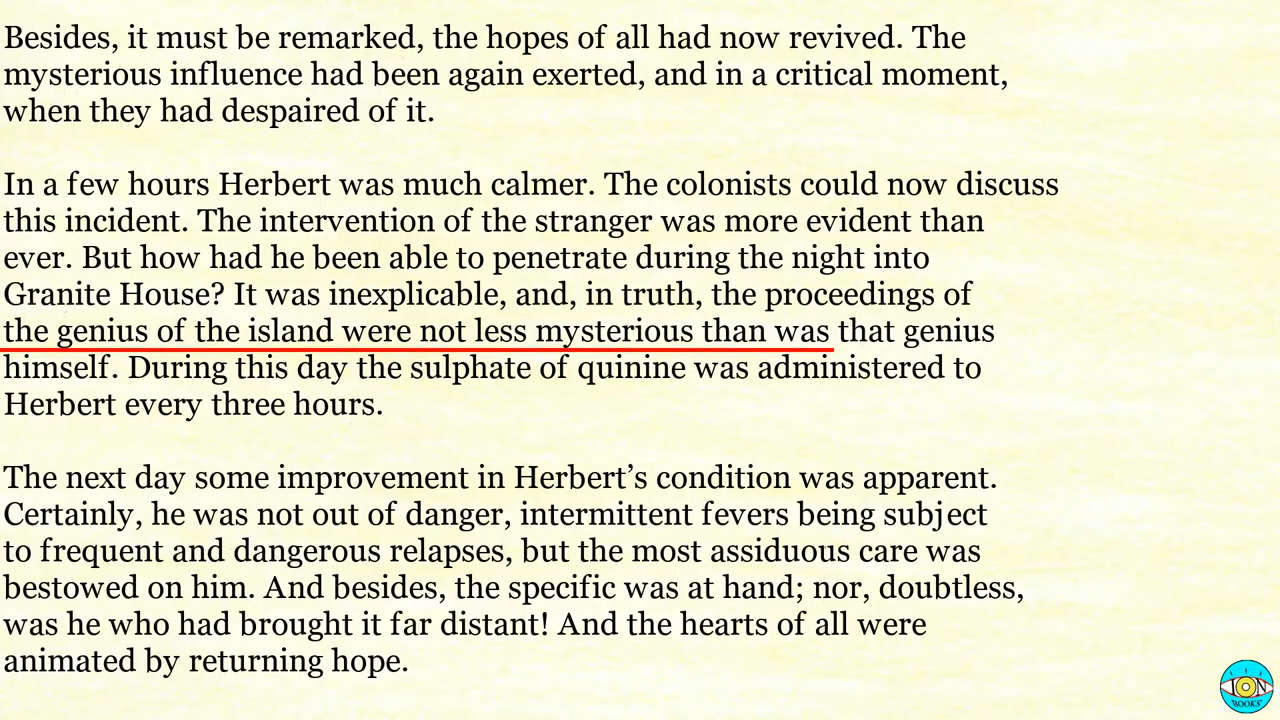 Besides, it must be remarked, the hopes of all had now revived. The
mysterious influence had been again exerted, and in a critical moment,
when they had despaired of it.
In a few hours Herbert was much calmer. The colonists could now discuss
this incident. The intervention of the stranger was more evident than
ever. But how had he been able to penetrate during the night into
Granite House? It was inexplicable, and, in truth, the proceedings of
the genius of the island were not less mysterious than was that genius
himself. During this day the sulphate of quinine was administered to
Herbert every three hours.
The next day some improvement in Herbert’s condition was apparent.
Certainly, he was not out of danger, intermittent fevers being subject
to frequent and dangerous relapses, but the most assiduous care was
bestowed on him. And besides, the specific was at hand; nor, doubtless,
was he who had brought it far distant! And the hearts of all were
animated by returning hope.
ION
BOOKS